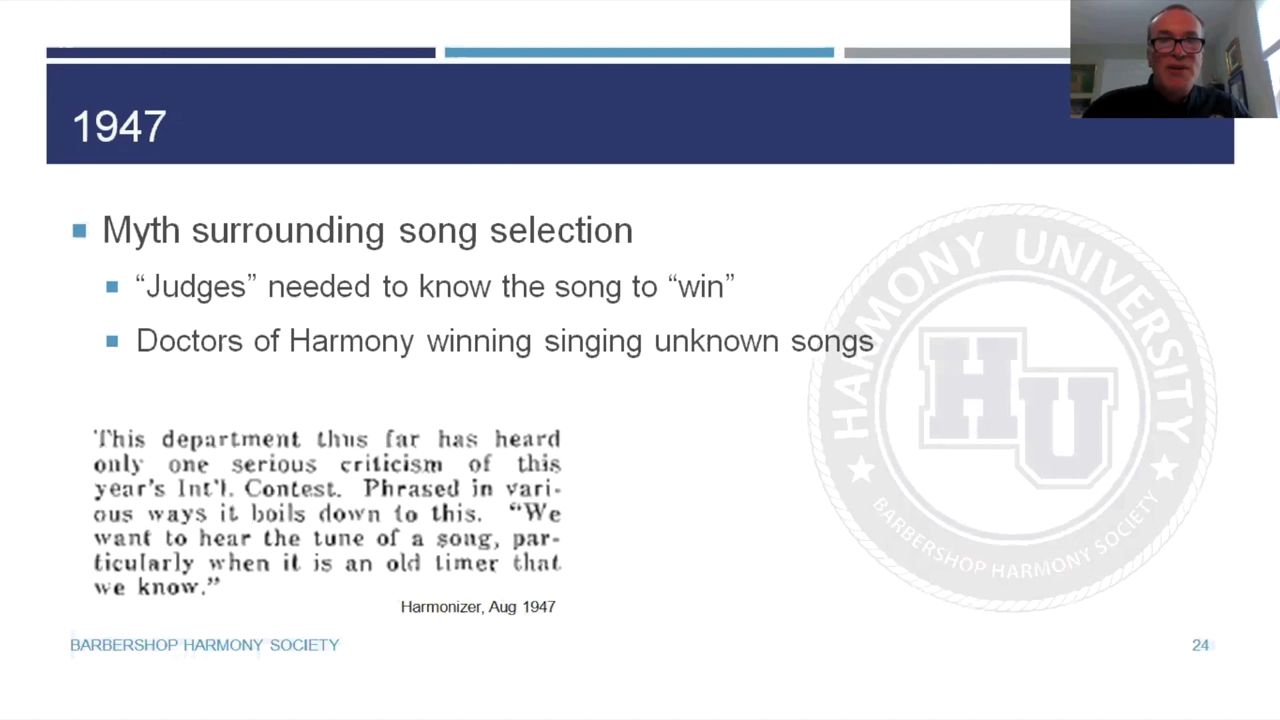 1947
Myth surrounding song selection
“Judges” needed to know the song to “win”
Doctors of Harmony winning singing unknown songs
This department thus far has heard
only one serious criticism of this
year's Int'l. Contest. Phrased in vari-
ous ways it boils down to this. “We
want to hear the tune of a song, par-
ticularly when it is an old timer that
we know.”
Harmonizer, Aug 1947
HARMONY UNIVERSITY
HU
BARBERSHOP HARMONY SOCIETY
BARBERSHOP HARMONY SOCIETY
24